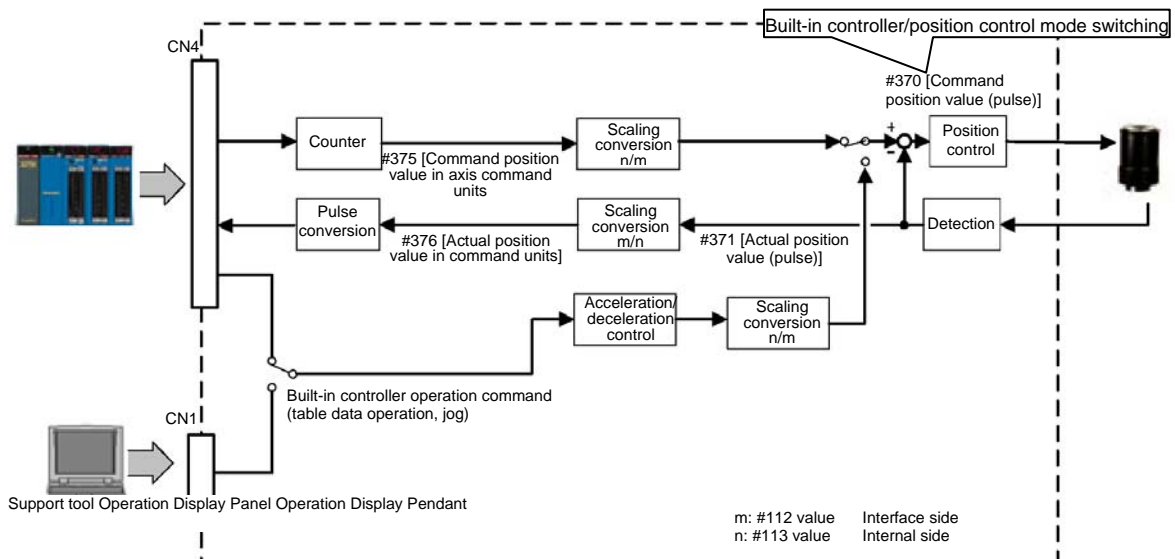 Built-in controller/position control mode switching
CN4
#370 [Command
position value (pulse)]
Counter
#375 [Command position
value in axis command
units
Scaling
conversion
n/m
+
-
Position
control
Pulse
conversion
#376 [Actual position
value in command units]
Scaling
conversion
m/n
#371 [Actual position
value (pulse)]
Detection
Acceleration/
deceleration
control
Scaling
conversion
n/m
Built-in controller operation command
(table data operation, jog)
CN1
Support tool Operation Display Panel Operation Display Pendant
m: #112 value Interface side
n: #113 value Internal side